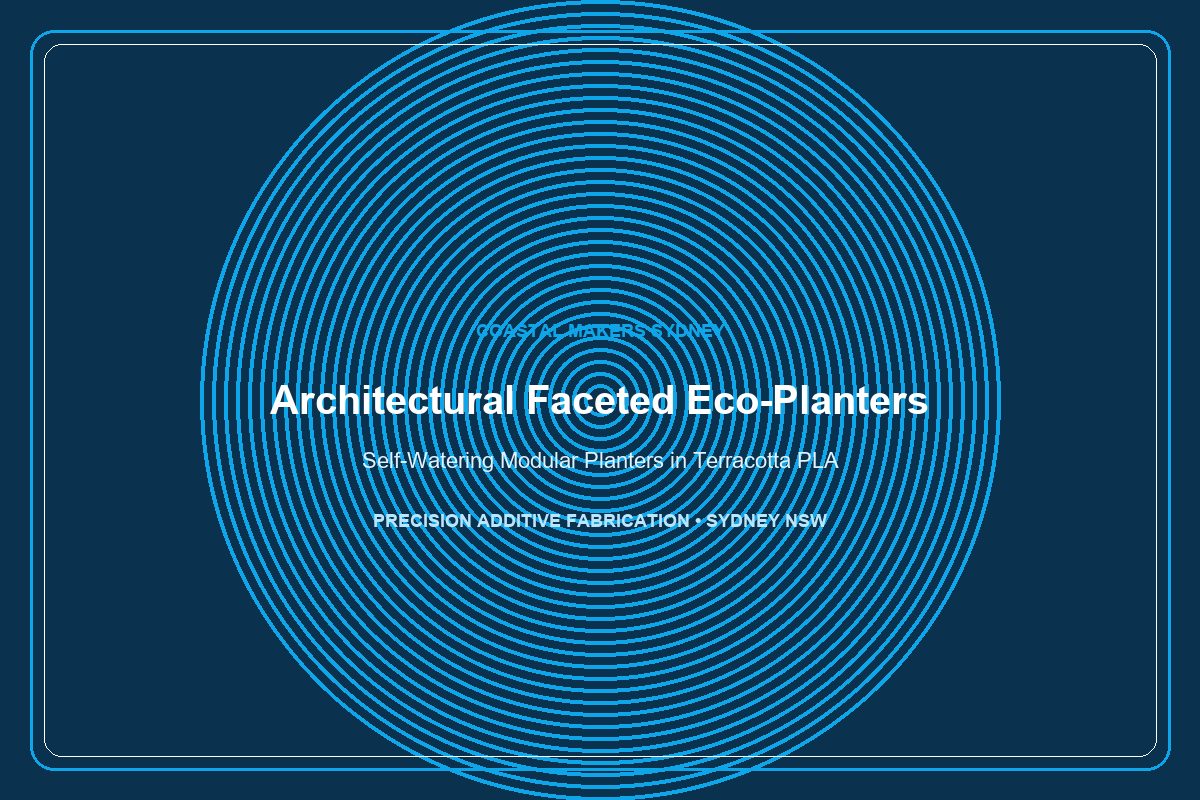 COASTAL MAKERS SYDNEY
Architectural Faceted Eco-Planters
Self-Watering Modular Planters in Terracotta PLA
PRECISION ADDITIVE FABRICATION • SYDNEY NSW